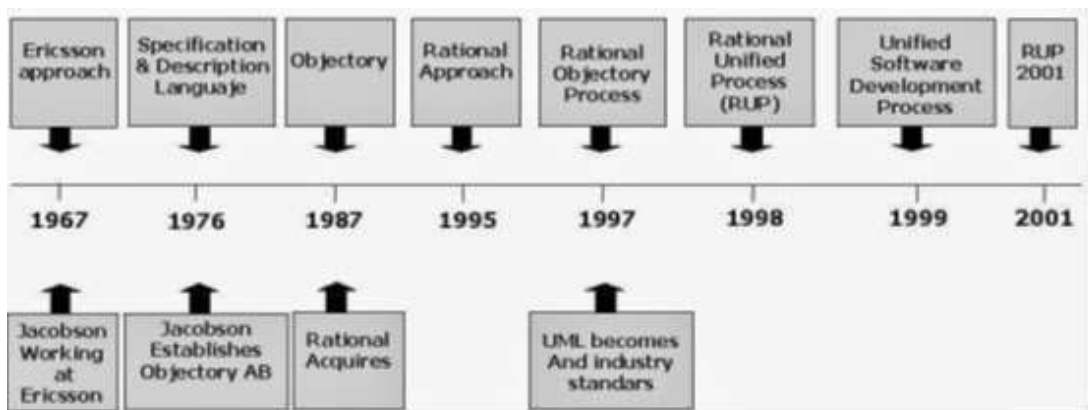 Ericsson
approach
Specification
& Description
Languaje
Objectory
Rational
Approach
Rational
Objectory
Process
Rational
Unified
Process
(RUP)
Unified
Software
Development
Process
RUP
2001
1967
1976
1987
1995
1997
1998
1999
2001
Jacobson
Working
at
Ericsson
Jacobson
Establishes
Objectory AB
Rational
Acquires
UML becomes
And industry
standars